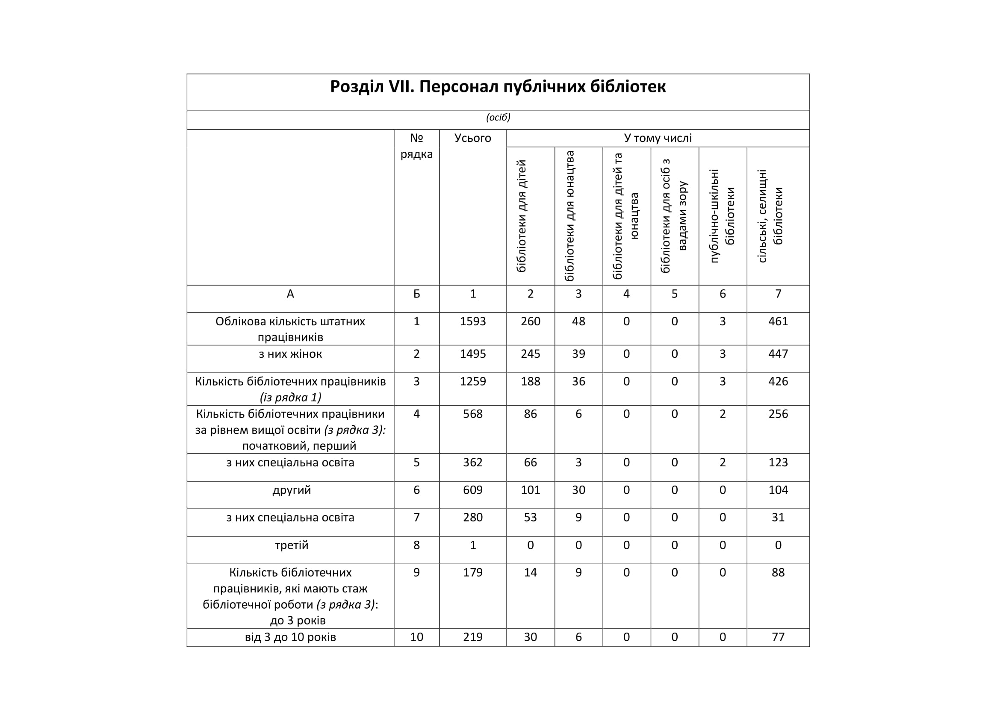 Розділ VII. Персонал публічних бібліотек
(осіб)
№ рядка Усього У тому числі
бібліотеки для дітей
бібліотеки для юнацтва
бібліотеки для дітей та
юнацтва
бібліотеки для осіб з
вадами зору
публічно-шкільні
бібліотеки
сільські, селищні
бібліотеки
А Б 1 2 3 4 5 6 7
Облікова кількість штатних 1 1593 260 48 0 0 3 461
працівників
з них жінок 2 1495 245 39 0 0 3 447
Кількість бібліотечних працівників 3 1259 188 36 0 0 3 426
(із рядка 1)
Кількість бібліотечних працівники 4 568 86 6 0 0 2 256
за рівнем вищої освіти (з рядка 3):
початковий, перший
з них спеціальна освіта 5 362 66 3 0 0 2 123
другий 6 609 101 30 0 0 0 104
з них спеціальна освіта 7 280 53 9 0 0 0 31
третій 8 1 0 0 0 0 0 0
Кількість бібліотечних 9 179 14 9 0 0 0 88
працівників, які мають стаж
бібліотечної роботи (з рядка 3):
до 3 років
від 3 до 10 років 10 219 30 6 0 0 0 77